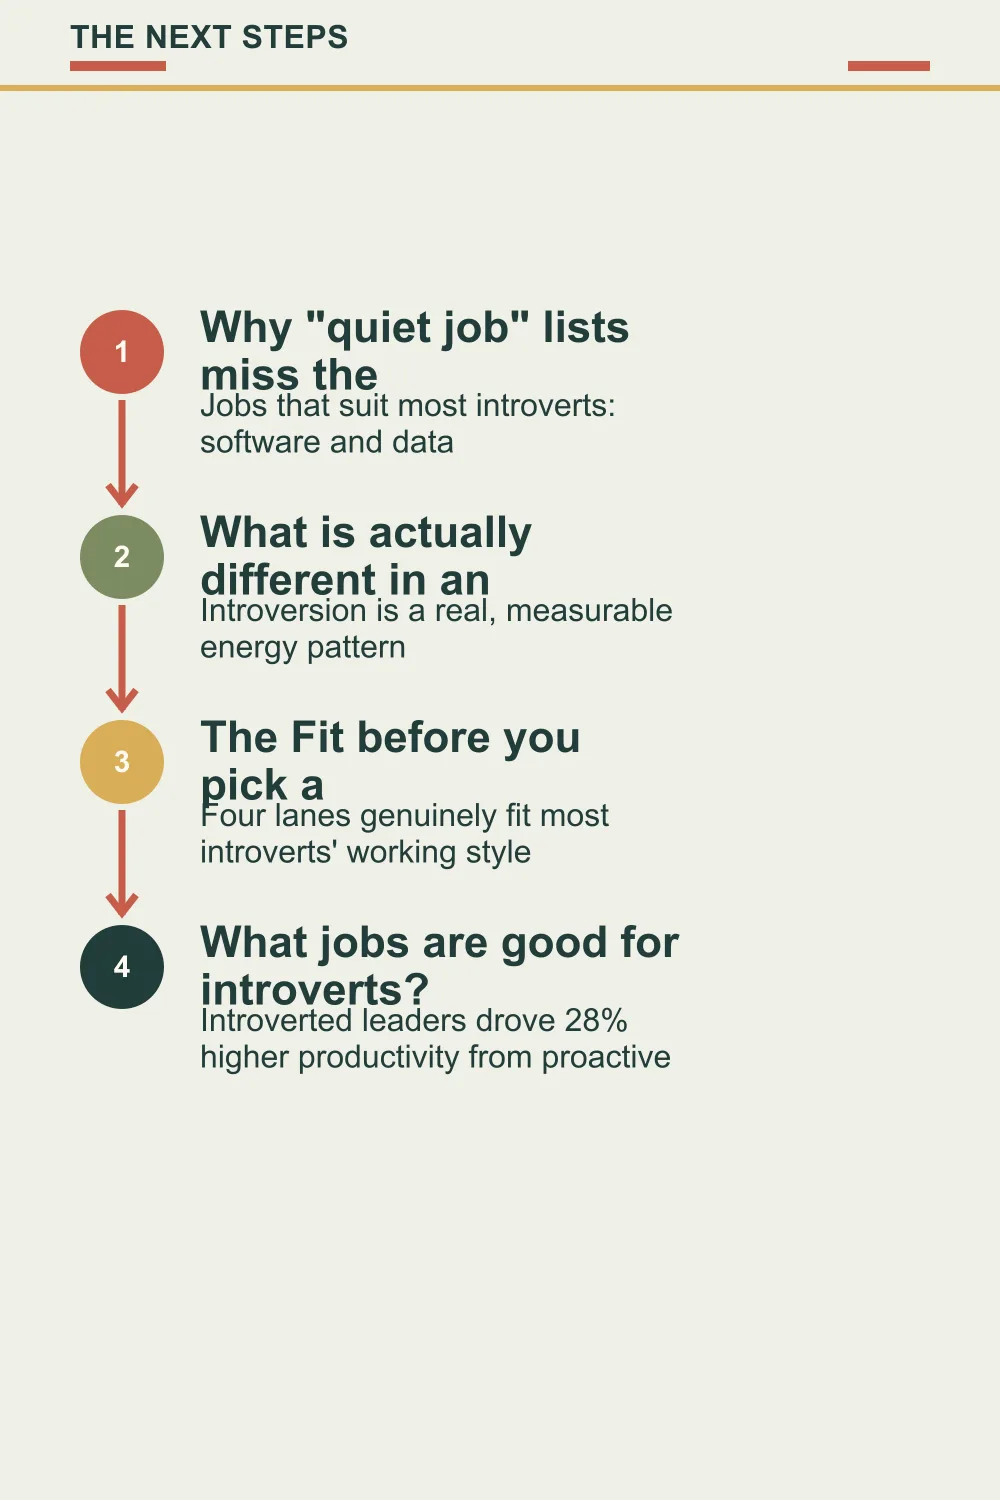 THE NEXT STEPS
1
Why "quiet job" lists
miss the
Jobs that suit most introverts:
software and data
2
What is actually
different in an
Introversion is a real, measurable
energy pattern
3
The Fit before you
pick a
Four lanes genuinely fit most
introverts' working style
4
What jobs are good for
introverts?
Introverted leaders drove 28%
higher productivity from proactive